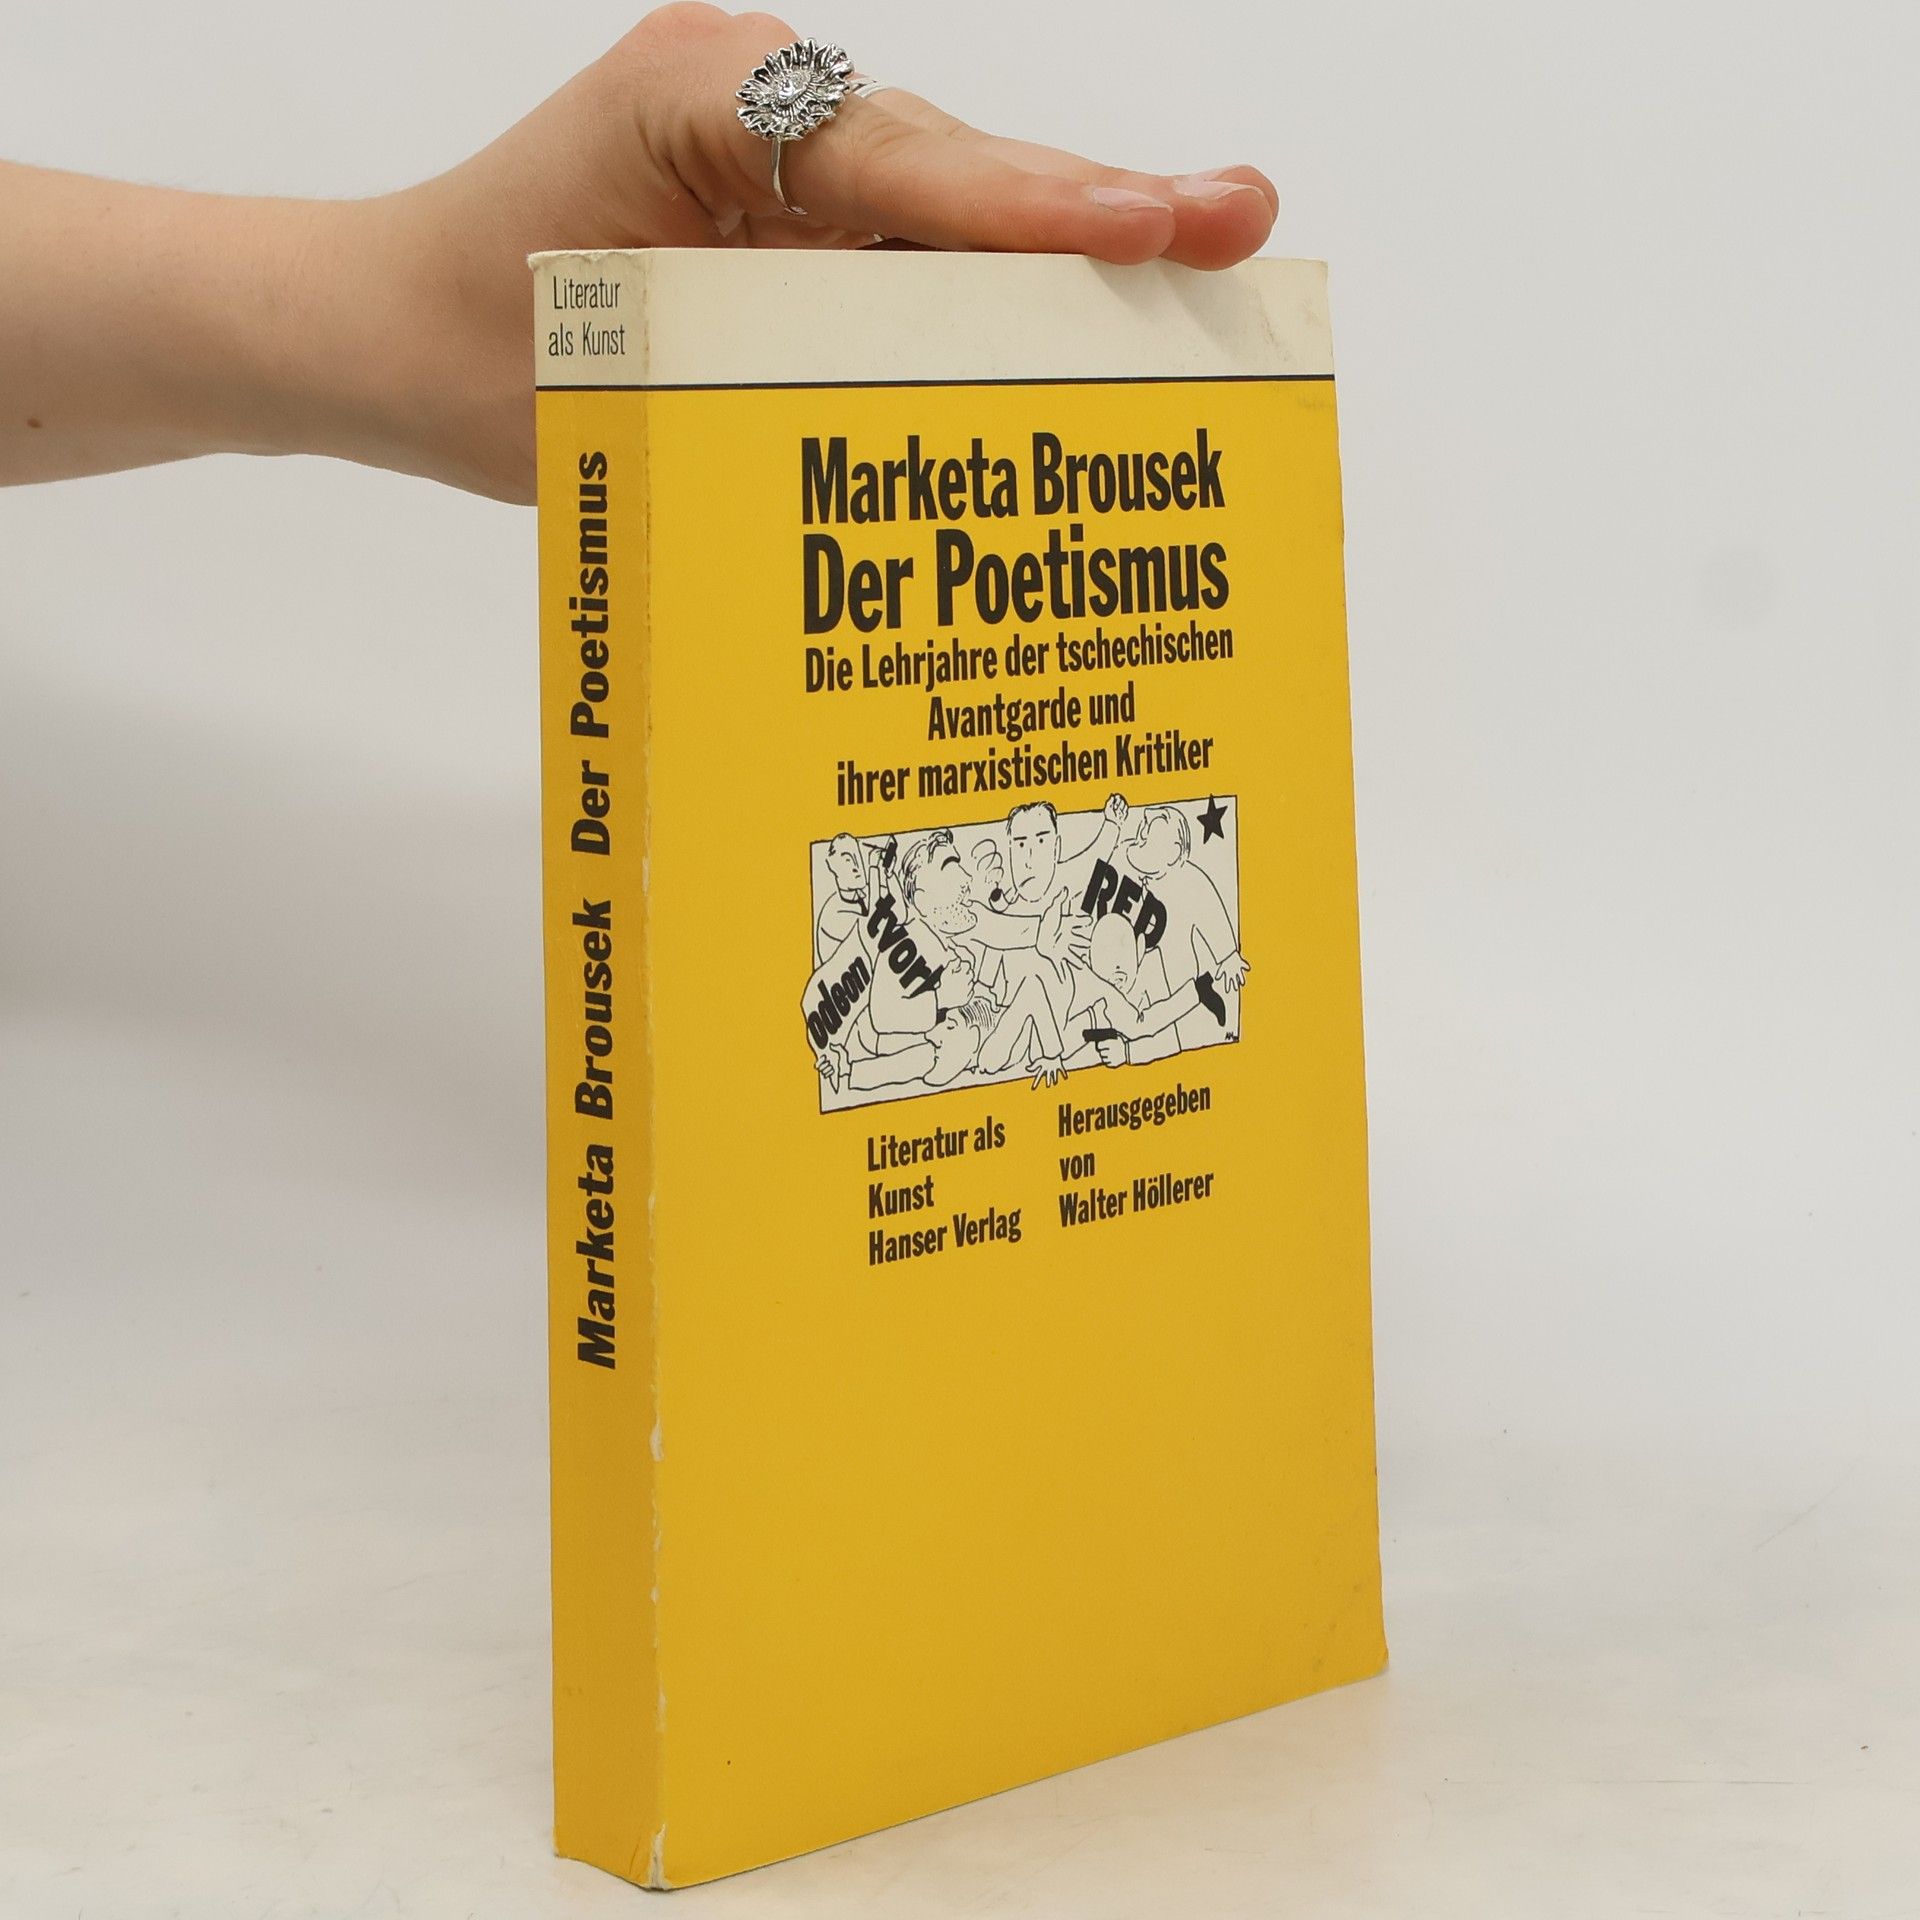 Literatur
als Kunst
Marketa Brousek Der Poetismus
Marketa Brousek
Der Poetismus
Die Lehrjahre der tschechischen
Avantgarde und
ihrer marxistischen Kritiker
odeon
tvorb
RED
Literatur als
Kunst
Hanser Verlag
Herausgegeben
von
Walter Höllerer